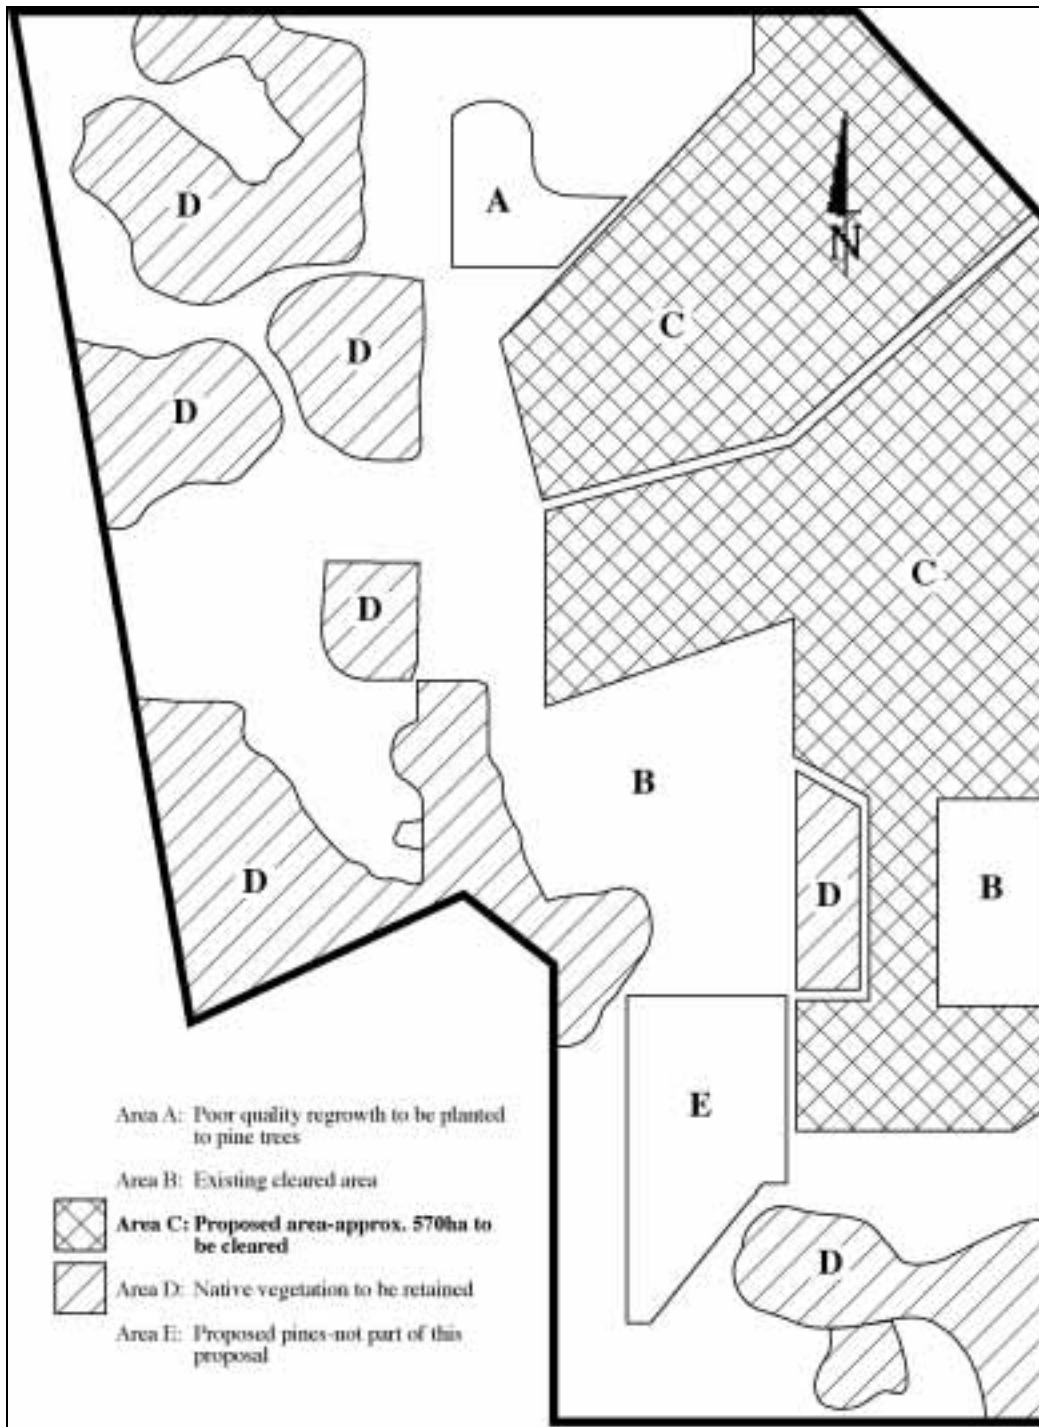 A
N
C
D
D
D
C
D
B
D
D
B
E
D
Area A: Poor quality regrowth to be planted
to pine trees
Area B: Existing cleared area
Area C: Proposed area-approx. 570ha to
be cleared
Area D: Native vegetation to be retained
Area E: Proposed pines-not part of this
proposal